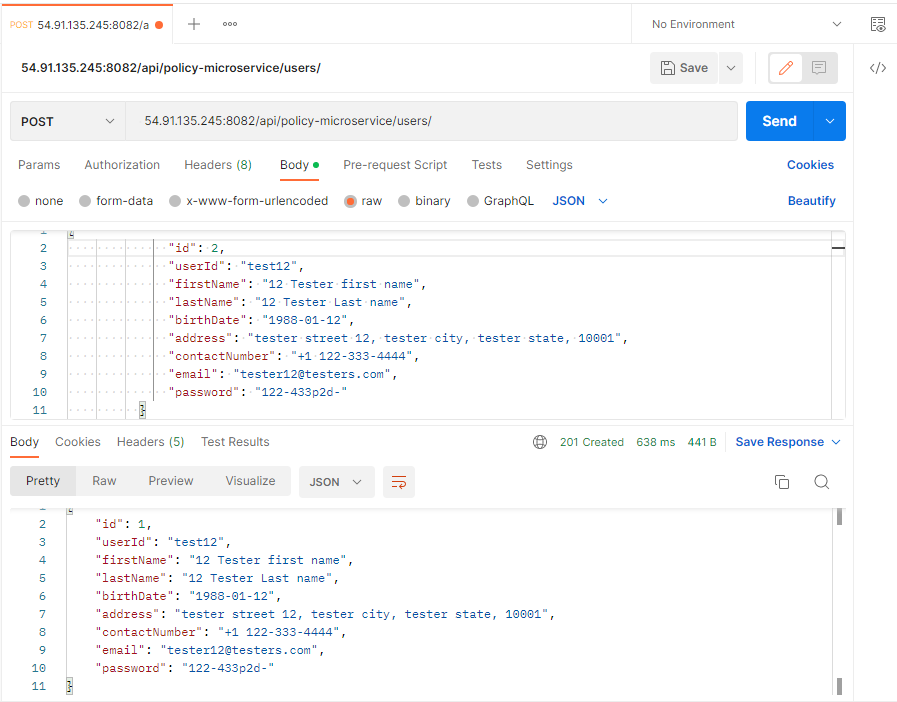 POST 54.91.135.245:8082/a
No Environment
54.91.135.245:8082/api/policy-microservice/users/
Save
POST 54.91.135.245:8082/api/policy-microservice/users/
Send
Params Authorization Headers (8) Body Pre-request Script Tests Settings Cookies
none form-data x-www-form-urlencoded raw binary GraphQL JSON Beautify
1 {
2 "id": 2,
3 "userId": "test12",
4 "firstName": "12 Tester first name",
5 "lastName": "12 Tester Last name",
6 "birthDate": "1988-01-12",
7 "address": "tester street 12, tester city, tester state, 10001",
8 "contactNumber": "+1 122-333-4444",
9 "email": "tester12@testers.com",
10 "password": "122-433p2d-"
11 }
Body Cookies Headers (5) Test Results 201 Created 638 ms 441 B Save Response
Pretty Raw Preview Visualize JSON
1 {
2 "id": 1,
3 "userId": "test12",
4 "firstName": "12 Tester first name",
5 "lastName": "12 Tester Last name",
6 "birthDate": "1988-01-12",
7 "address": "tester street 12, tester city, tester state, 10001",
8 "contactNumber": "+1 122-333-4444",
9 "email": "tester12@testers.com",
10 "password": "122-433p2d-"
11 }